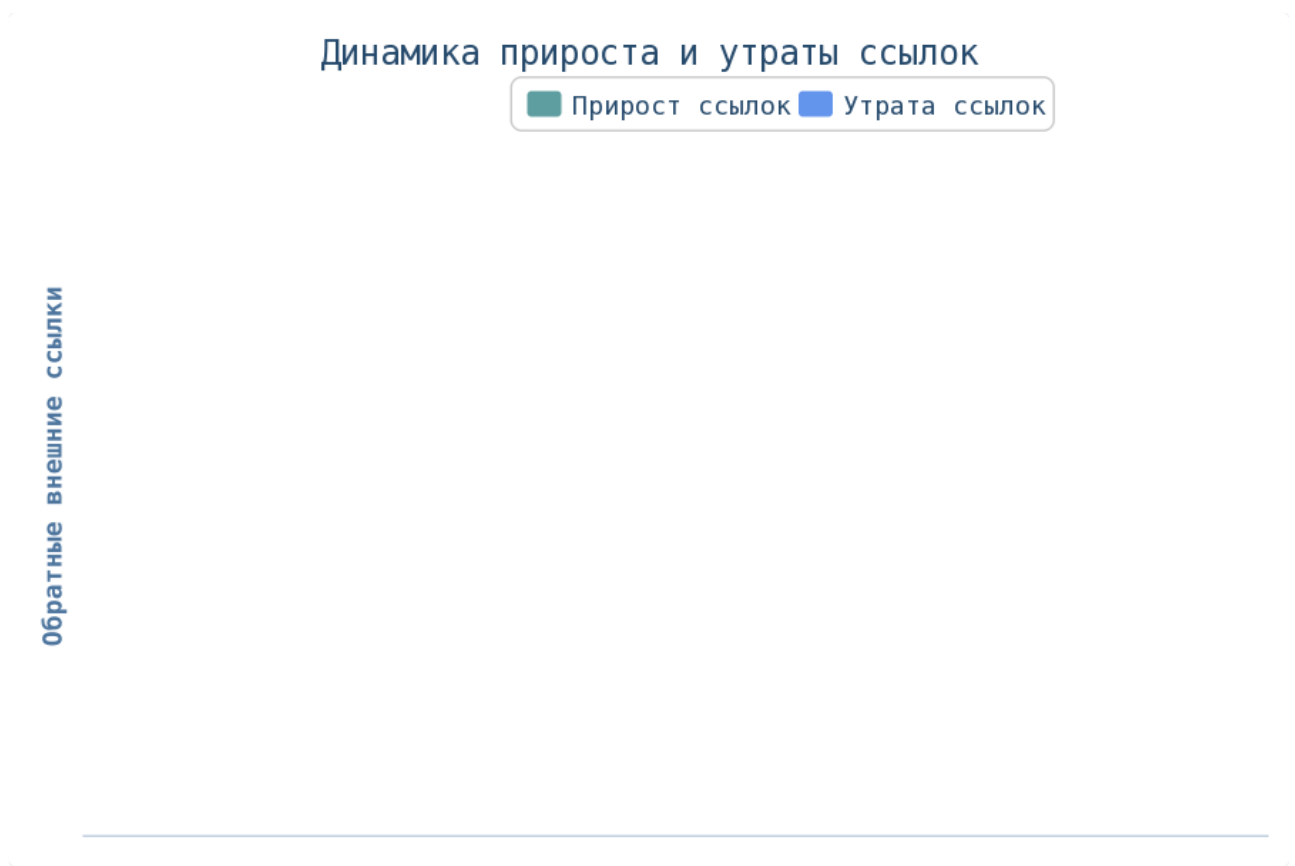 Динамика прироста и утраты ссылок
Прирост ссылок Утрата ссылок
Обратные внешние ссылки